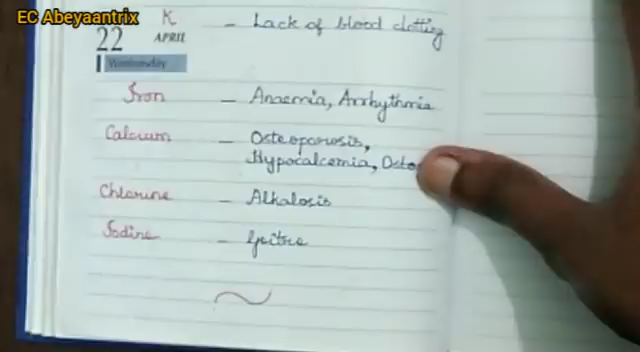 EC Abeyaantrix
K - Lack of blood clotting
22 APRIL
Wednesday
Iron - Anaemia, Arrhythmia
Calcium - Osteoporosis,
Hypocalcemia, Osteo
Chlorine - Alkalosis
Iodine - Goitre